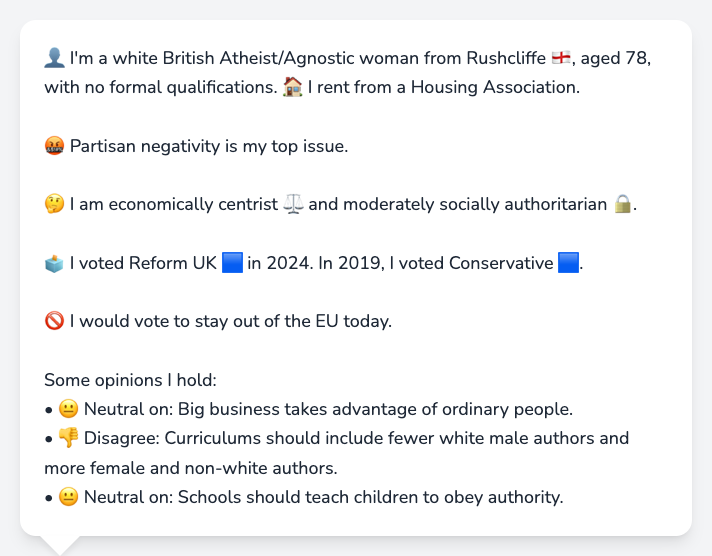 👤 I'm a white British Atheist/Agnostic woman from Rushcliffe 🏴󠁧󠁢󠁥󠁮󠁧󠁿, aged 78,
with no formal qualifications. 🏠 I rent from a Housing Association.
🤬 Partisan negativity is my top issue.
🤔 I am economically centrist ⚖️ and moderately socially authoritarian 🔒.
🗳️ I voted Reform UK 🟦 in 2024. In 2019, I voted Conservative 🟦.
🚫 I would vote to stay out of the EU today.
Some opinions I hold:
• 😐 Neutral on: Big business takes advantage of ordinary people.
• 👎 Disagree: Curriculums should include fewer white male authors and
more female and non-white authors.
• 😐 Neutral on: Schools should teach children to obey authority.